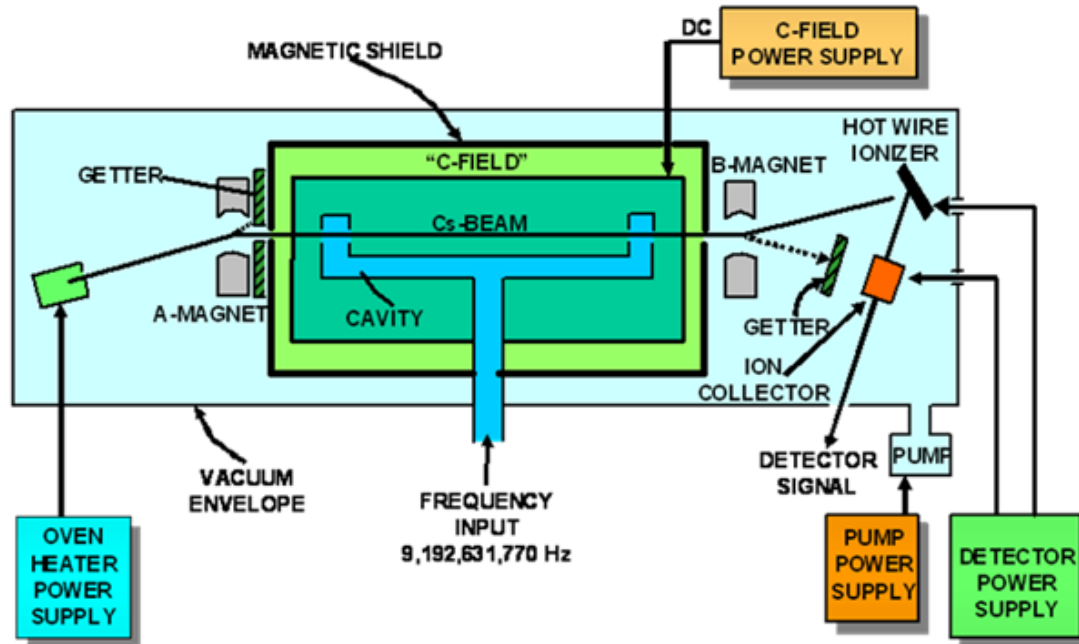 DC
C-FIELD
POWER SUPPLY
MAGNETIC SHIELD
HOT WIRE
IONIZER
"C-FIELD"
B-MAGNET
GETTER
Cs-BEAM
A-MAGNET
CAVITY
GETTER
ION
COLLECTOR
VACUUM
ENVELOPE
FREQUENCY
INPUT
9,192,631,770 Hz
DETECTOR
SIGNAL
PUMP
OVEN
HEATER
POWER
SUPPLY
PUMP
POWER
SUPPLY
DETECTOR
POWER
SUPPLY